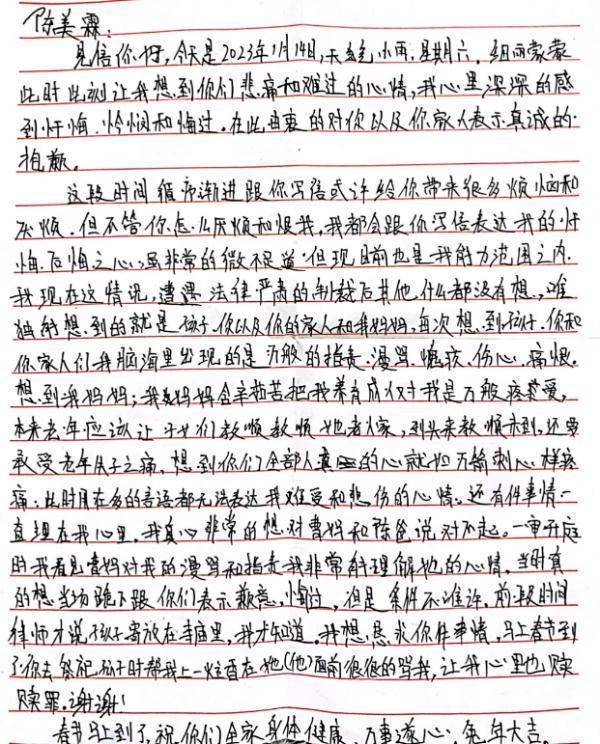 陈美霖:
见信你好,今天是2023年1月14日,天气小雨,星期六,细雨蒙蒙
此时此刻让我想到你们悲痛和难过的心情,我心里深深的感
到忏悔、怜悯和悔过。在此由衷的对你以及你家人表示真诚的
抱歉。
这段时间循序渐进跟你写信或许给你带来很多烦恼和
厌烦,但不管你怎么厌烦和恨我,我都会跟你写信表达我的忏
悔、后悔之心,虽非常的微不足道,但现目前也是我能力范围之内。
我现在这情况,遭遇法律严肃的制裁后其他什么都没有想,唯
独能想到的就是孩子、你以及你的家人和我妈妈,每次想到孩子、你和
你家人们我脑海里出现的是万般的指责、漫骂、惋惜、伤心、痛恨。
想到我妈妈;我妈妈含辛茹苦把我养育成人对我是万般疼爱,
本来老年应该让子女们孝顺孝顺她老人家,到头来孝顺未到,还要
承受老年失子之痛,想到你们全部人真的心就如万箭刺心一样疼
痛;此时用在多的言语都无法表达我难受和悲伤的心情。还有件事情一
直埋在我心里,我真心非常的想对曹妈和陈爸说对不起。一审开庭
时我看见曹妈对我的漫骂和指责我非常能理解她的心情,当时真
的想当场跪下跟你们表示歉意,悔过,但是条件不准许,前段时间
律师才说孩子寄放在寺庙里,我才知道,我想恳求你件事情,马上春节到
了你去祭祀孩子时帮我上一炷香在她(他)面前狠狠的骂我,让我心里也赎
赎罪。谢谢!
春节马上到了,祝你们全家身体健康、万事遂心、兔年大吉。